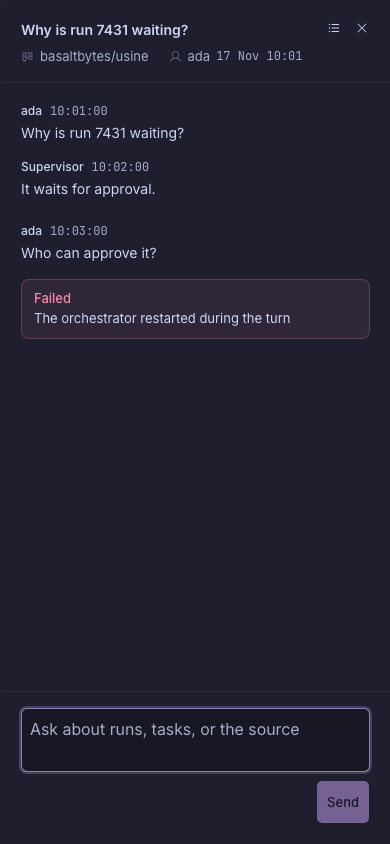 Why is run 7431 waiting?
basaltbytes/usine ada 17 Nov 10:01
ada 10:01:00
Why is run 7431 waiting?
Supervisor 10:02:00
It waits for approval.
ada 10:03:00
Who can approve it?
Failed
The orchestrator restarted during the turn
Ask about runs, tasks, or the source
Send